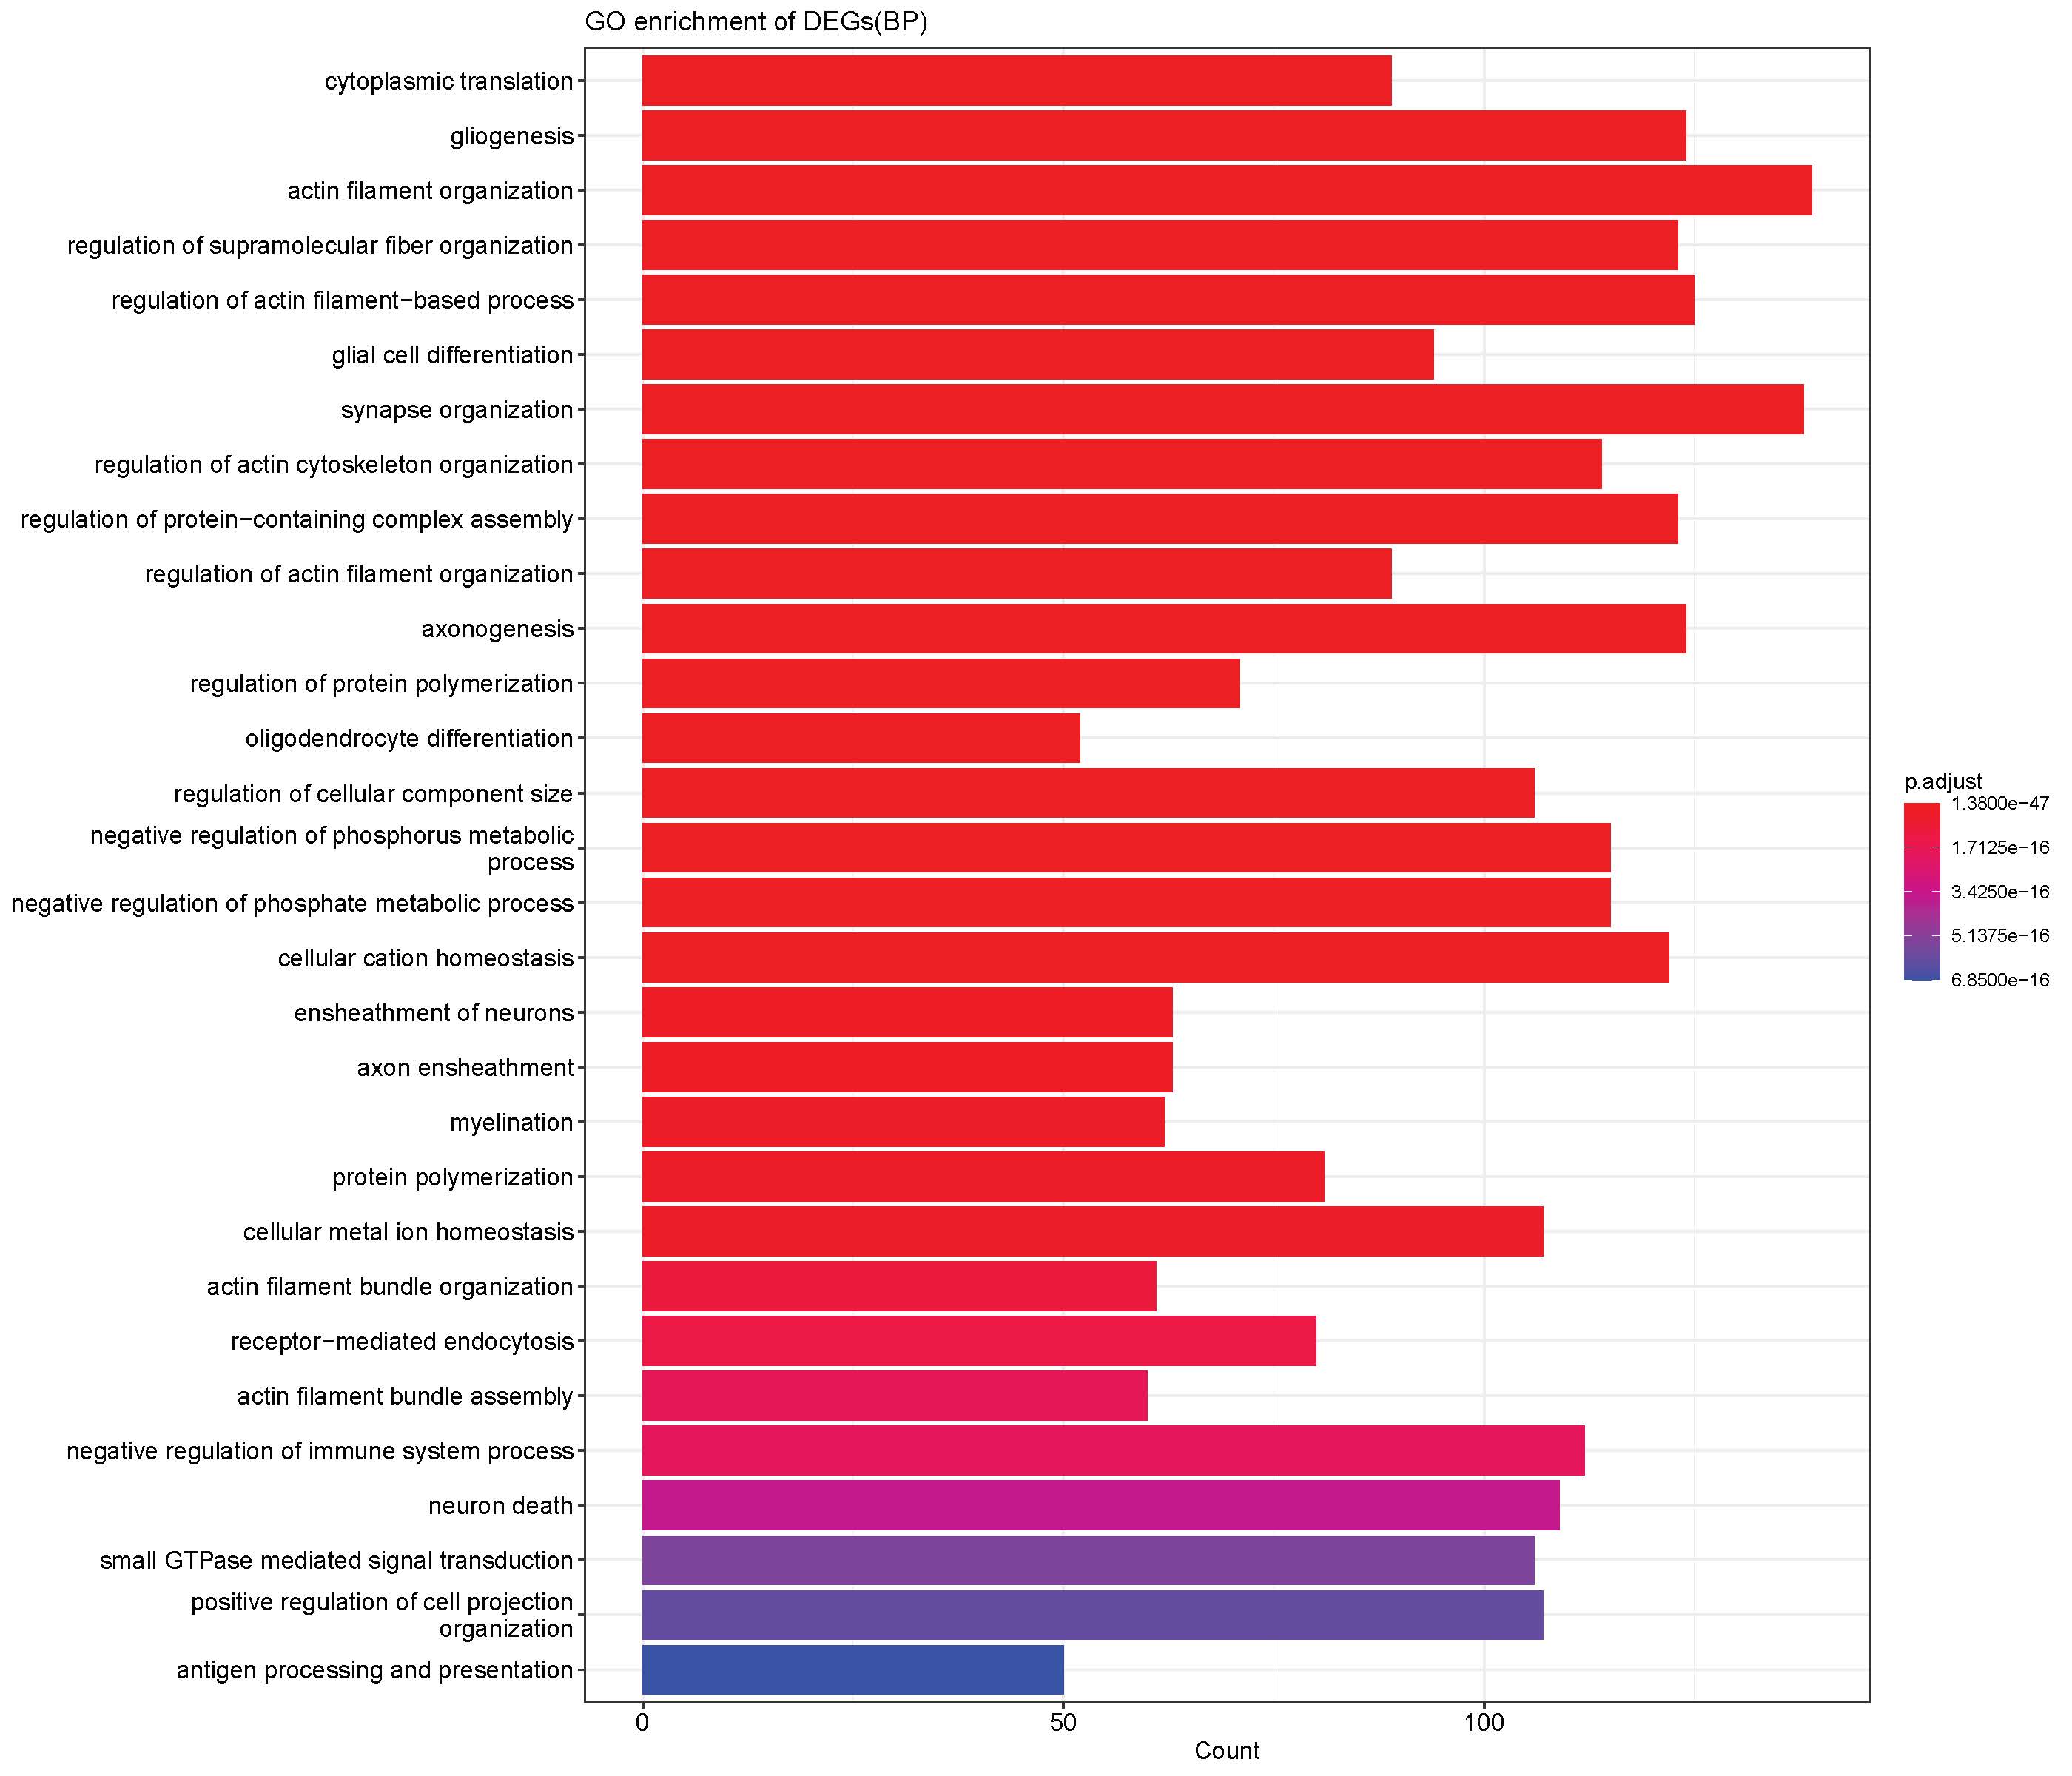 GO enrichment of DEGs(BP)
cytoplasmic translation
gliogenesis
actin filament organization
regulation of supramolecular fiber organization
regulation of actin filament−based process
glial cell differentiation
synapse organization
regulation of actin cytoskeleton organization
regulation of protein−containing complex assembly
regulation of actin filament organization
axonogenesis
regulation of protein polymerization
oligodendrocyte differentiation
regulation of cellular component size
negative regulation of phosphorus metabolic
process
negative regulation of phosphate metabolic process
cellular cation homeostasis
ensheathment of neurons
axon ensheathment
myelination
protein polymerization
cellular metal ion homeostasis
actin filament bundle organization
receptor−mediated endocytosis
actin filament bundle assembly
negative regulation of immune system process
neuron death
small GTPase mediated signal transduction
positive regulation of cell projection
organization
antigen processing and presentation
0
50
100
Count
p.adjust
1.3800e−47
1.7125e−16
3.4250e−16
5.1375e−16
6.8500e−16